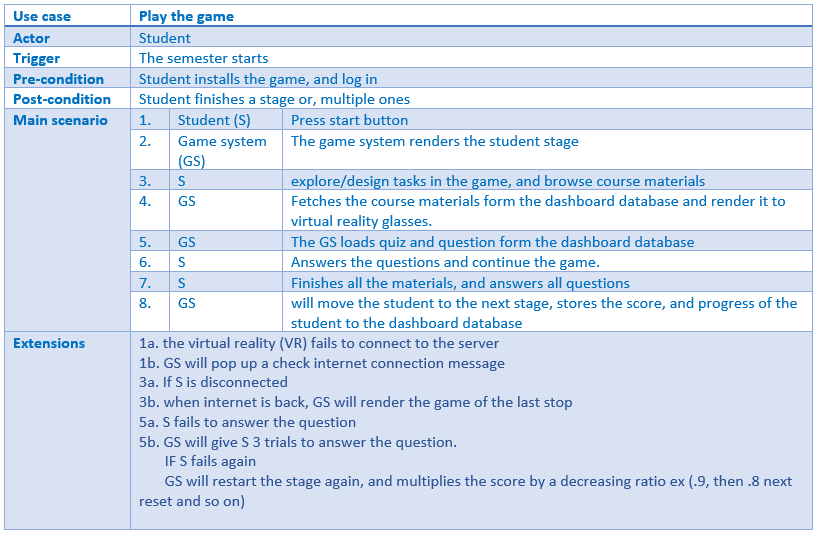 Use case Play the game
Actor Student
Trigger The semester starts
Pre-condition Student installs the game, and log in
Post-condition Student finishes a stage or, multiple ones
Main scenario 1. Student (S) Press start button
2. Game system The game system renders the student stage
(GS)
3. S explore/design tasks in the game, and browse course materials
4. GS Fetches the course materials form the dashboard database and render it to
virtual reality glasses.
5. GS The GS loads quiz and question form the dashboard database
6. S Answers the questions and continue the game.
7. S Finishes all the materials, and answers all questions
8. GS will move the student to the next stage, stores the score, and progress of the
student to the dashboard database
Extensions 1a. the virtual reality (VR) fails to connect to the server
1b. GS will pop up a check internet connection message
3a. If S is disconnected
3b. when internet is back, GS will render the game of the last stop
5a. S fails to answer the question
5b. GS will give S 3 trials to answer the question.
IF S fails again
GS will restart the stage again, and multiplies the score by a decreasing ratio ex (.9, then .8 next
reset and so on)